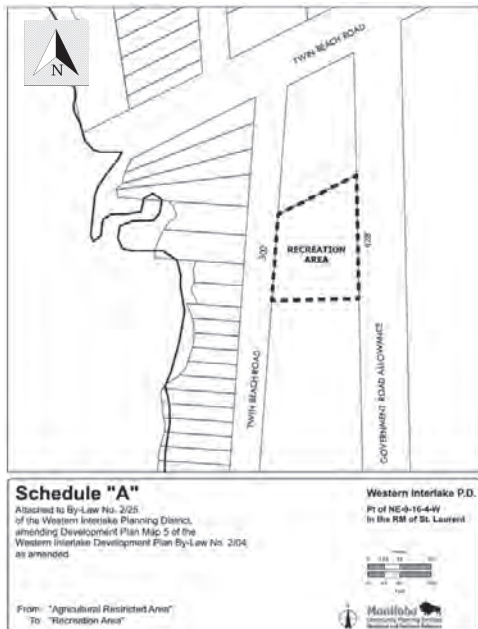 N
TWIN BEACH ROAD
RECREATION
AREA
300'
428'
TWIN BEACH ROAD
GOVERNMENT ROAD ALLOWANCE
Schedule "A"
Attached to By-Law No. 2/25
of the Western Interlake Planning District,
amending Development Plan Map 5 of the
Western Interlake Development Plan By-Law No. 2/04,
as amended.
From: "Agricultural Restricted Area"
To: "Recreation Area"
Western Interlake P.D.
Pt of NE-9-16-4-W
In the RM of St. Laurent
Manitoba